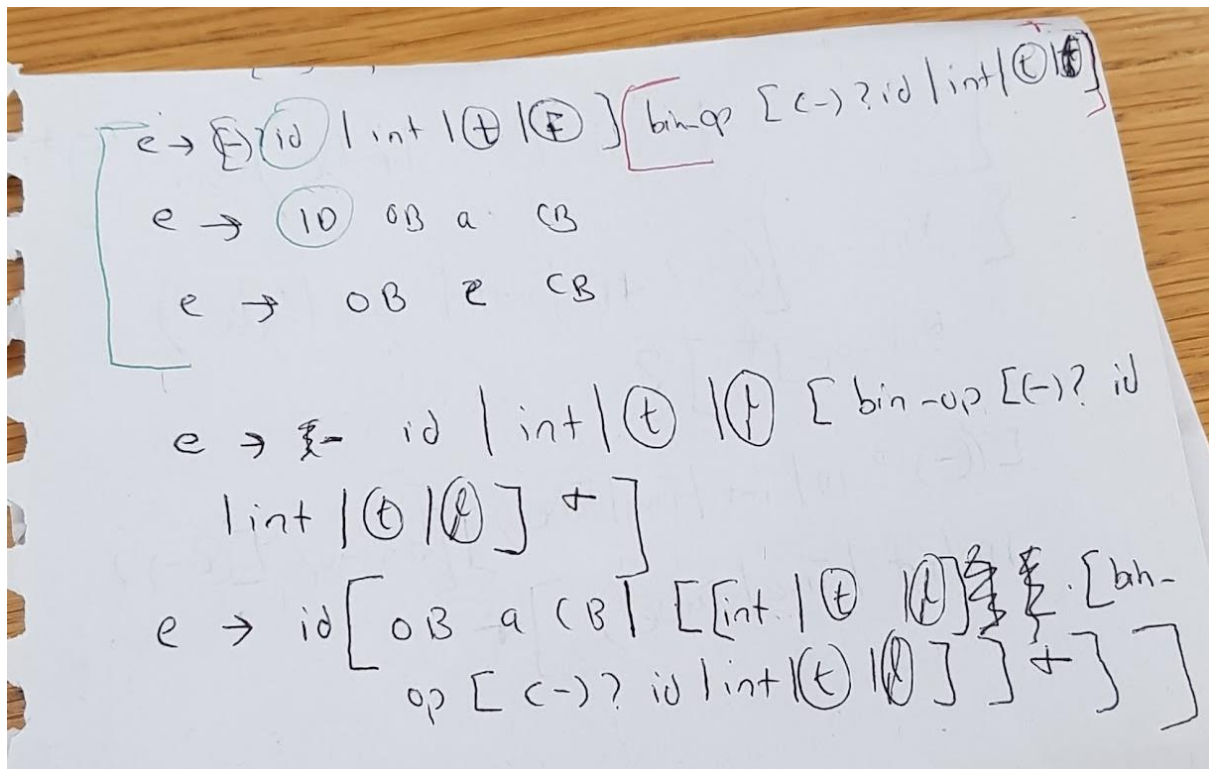 e → [(-)? id | int | t | F ] [ bin-op [ (-) ? id | int | t | f ] +
e → ID OB a CB
e → OB e CB
e → id | int | t | f [ bin-op [(-)? id
| int | t | f ] + ]
e → id [ OB a CB | [ [ int | t | f ] . [ bin-
op [ (-) ? id | int | t | f ] ] + ] ]